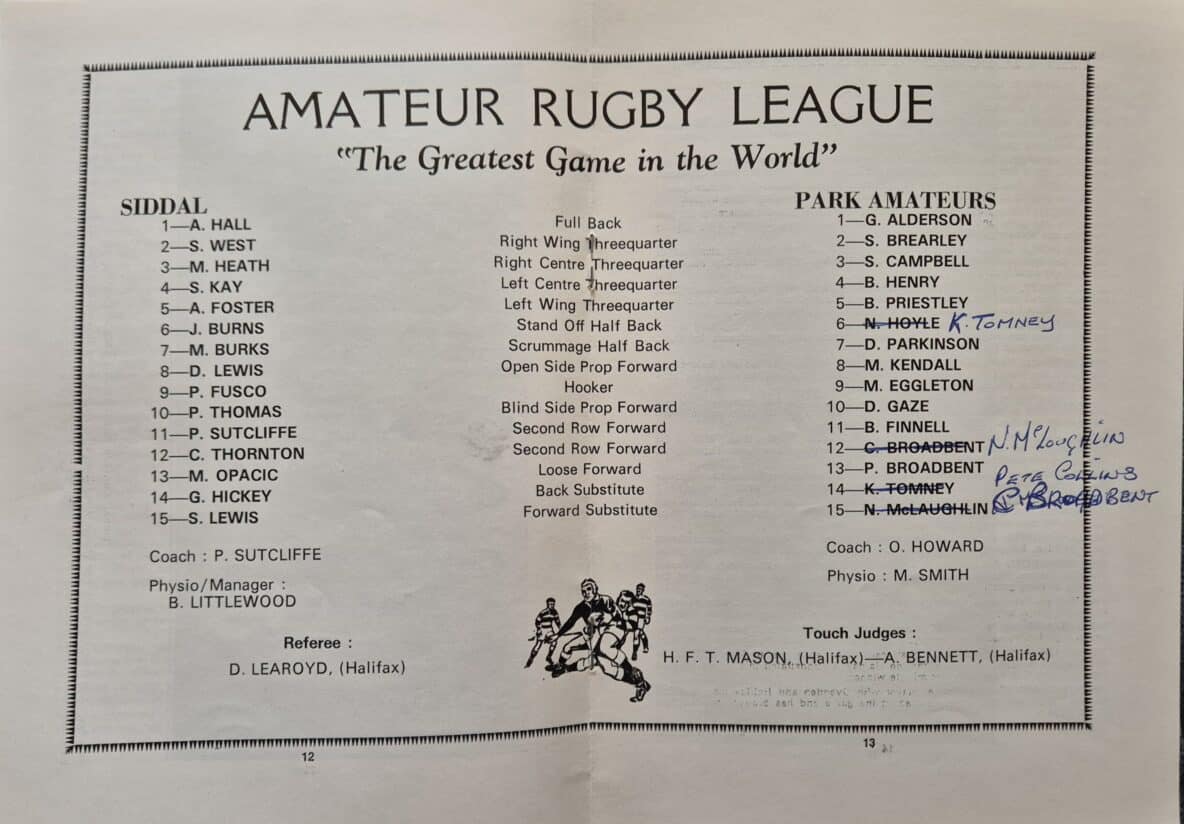 AMATEUR RUGBY LEAGUE
“The Greatest Game in the World”
SIDDAL
1—A. HALL
2—S. WEST
3—M. HEATH
4—S. KAY
5—A. FOSTER
6—J. BURNS
7—M. BURKS
8—D. LEWIS
9—P. FUSCO
10—P. THOMAS
11—P. SUTCLIFFE
12—C. THORNTON
13—M. OPACIC
14—G. HICKEY
15—S. LEWIS
Coach : P. SUTCLIFFE
Physio/Manager :
B. LITTLEWOOD
Full Back
Right Wing Threequarter
Right Centre Threequarter
Left Centre Threequarter
Left Wing Threequarter
Stand Off Half Back
Scrummage Half Back
Open Side Prop Forward
Hooker
Blind Side Prop Forward
Second Row Forward
Second Row Forward
Loose Forward
Back Substitute
Forward Substitute
PARK AMATEURS
1—G. ALDERSON
2—S. BREARLEY
3—S. CAMPBELL
4—B. HENRY
5—B. PRIESTLEY
6—N. HOYLE K. TOMNEY
7—D. PARKINSON
8—M. KENDALL
9—M. EGGLETON
10—D. GAZE
11—B. FINNELL
12—C. BROADBENT N. McLOUGHLIN
13—P. BROADBENT
14—K. TOMNEY PETE COLLINS
15—N. McLAUGHLIN C BROADBENT
Coach : O. HOWARD
Physio : M. SMITH
Referee :
D. LEAROYD, (Halifax)
Touch Judges :
H. F. T. MASON, (Halifax)—A. BENNETT, (Halifax)
12
13